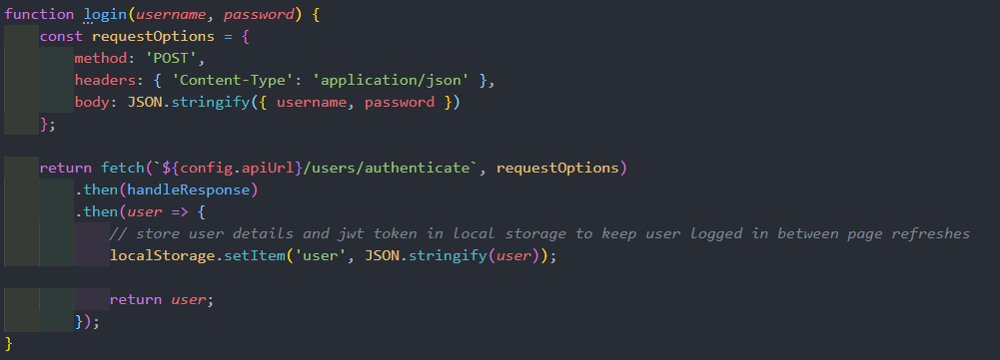 function login(username, password) {
    const requestOptions = {
        method: 'POST',
        headers: { 'Content-Type': 'application/json' },
        body: JSON.stringify({ username, password })
    };

    return fetch(`${config.apiUrl}/users/authenticate`, requestOptions)
        .then(handleResponse)
        .then(user => {
            // store user details and jwt token in local storage to keep user logged in between page refreshes
            localStorage.setItem('user', JSON.stringify(user));

            return user;
        });
}